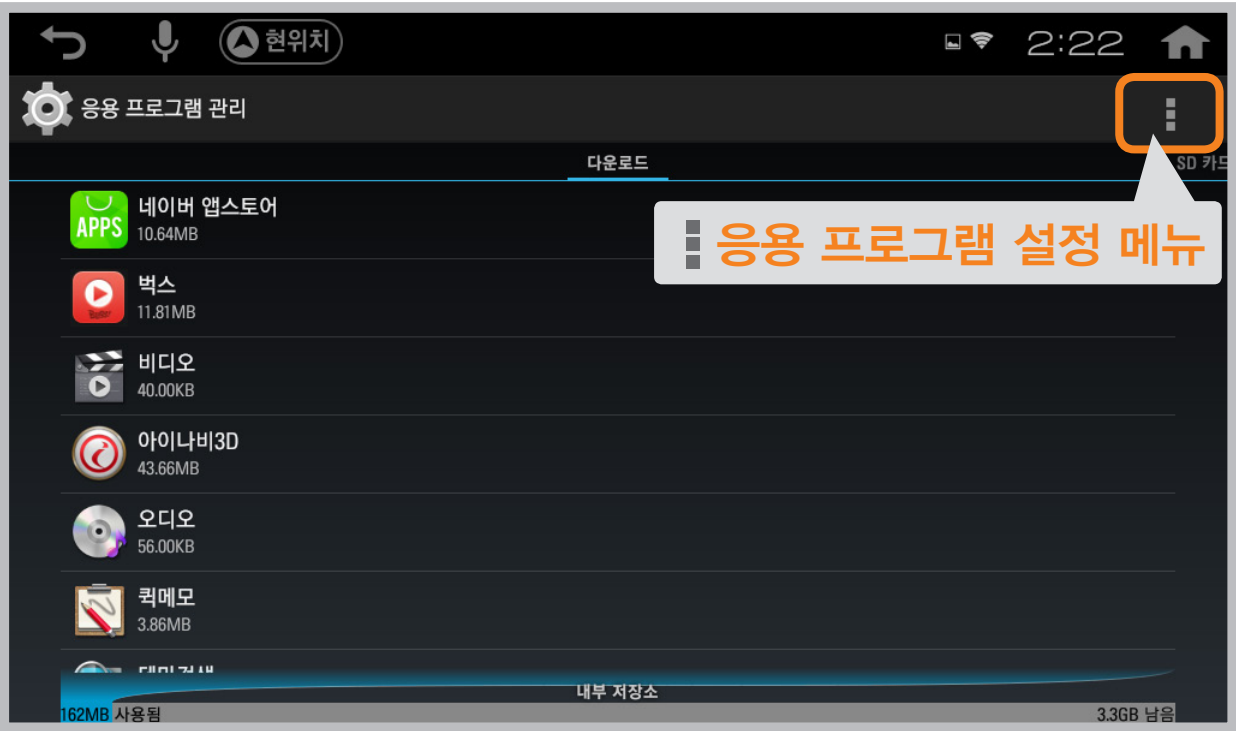 현위치
2:22
응용 프로그램 관리
다운로드
SD 카드
네이버 앱스토어
APPS
10.64MB
응용 프로그램 설정 메뉴
벅스
11.81MB
비디오
40.00KB
아이나비3D
43.66MB
오디오
56.00KB
퀵메모
3.86MB
내부 저장소
162MB 사용됨
3.3GB 남음